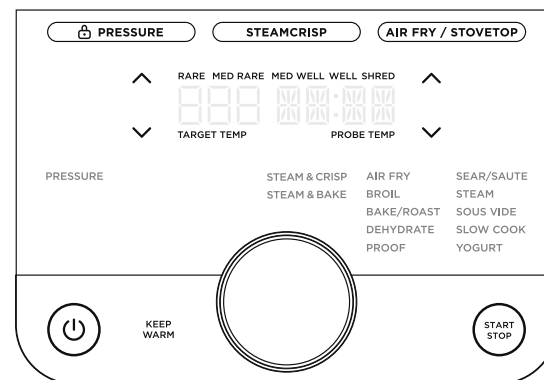 PRESSURE STEAMCRISP AIR FRY / STOVETOP
RARE MED RARE MED WELL WELL SHRED
TARGET TEMP PROBE TEMP
PRESSURE STEAM & CRISP AIR FRY SEAR/SAUTE
STEAM & BAKE BROIL STEAM
BAKE/ROAST SOUS VIDE
DEHYDRATE SLOW COOK
PROOF YOGURT
KEEP
WARM
START
STOP